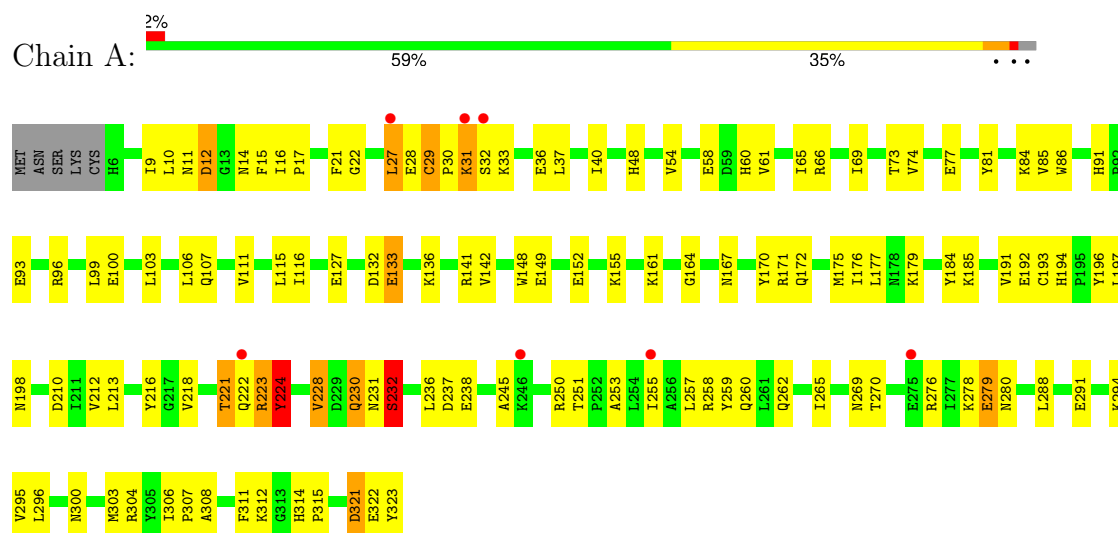 2%
Chain A:
59% 35% • • •
MET ASN SER LYS CYS H6 I9 L10 N11 D12 G13 N14 F15 I16 P17 F21 G22 L27 E28 C29 P30 K31 S32 K33 E36 L37 I40 H48 V54 E58 D59 H60 V61 I65 R66 I69 T73 V74 E77 Y81 K84 V85 W86 H91 P92
E93 R96 L99 E100 L103 L106 Q107 V111 L115 I116 E127 D132 E133 K136 R141 V142 W148 E149 E152 K155 K161 G164 N167 Y170 R171 Q172 M175 I176 L177 N178 K179 Y184 K185 V191 E192 C193 H194 P195 Y196 L197
N198 D210 I211 V212 L213 Y216 G217 V218 T221 Q222 R223 Y224 V228 D229 Q230 N231 S232 L236 D237 E238 A245 K246 R250 T251 P252 A253 L254 I255 A256 L257 R258 Y259 Q260 L261 Q262 I265 N269 T270 E275 R276 I277 K278 E279 N280 L288 E291 K294
V295 L296 N300 M303 R304 Y305 I306 P307 A308 F311 K312 G313 H314 P315 D321 E322 Y323